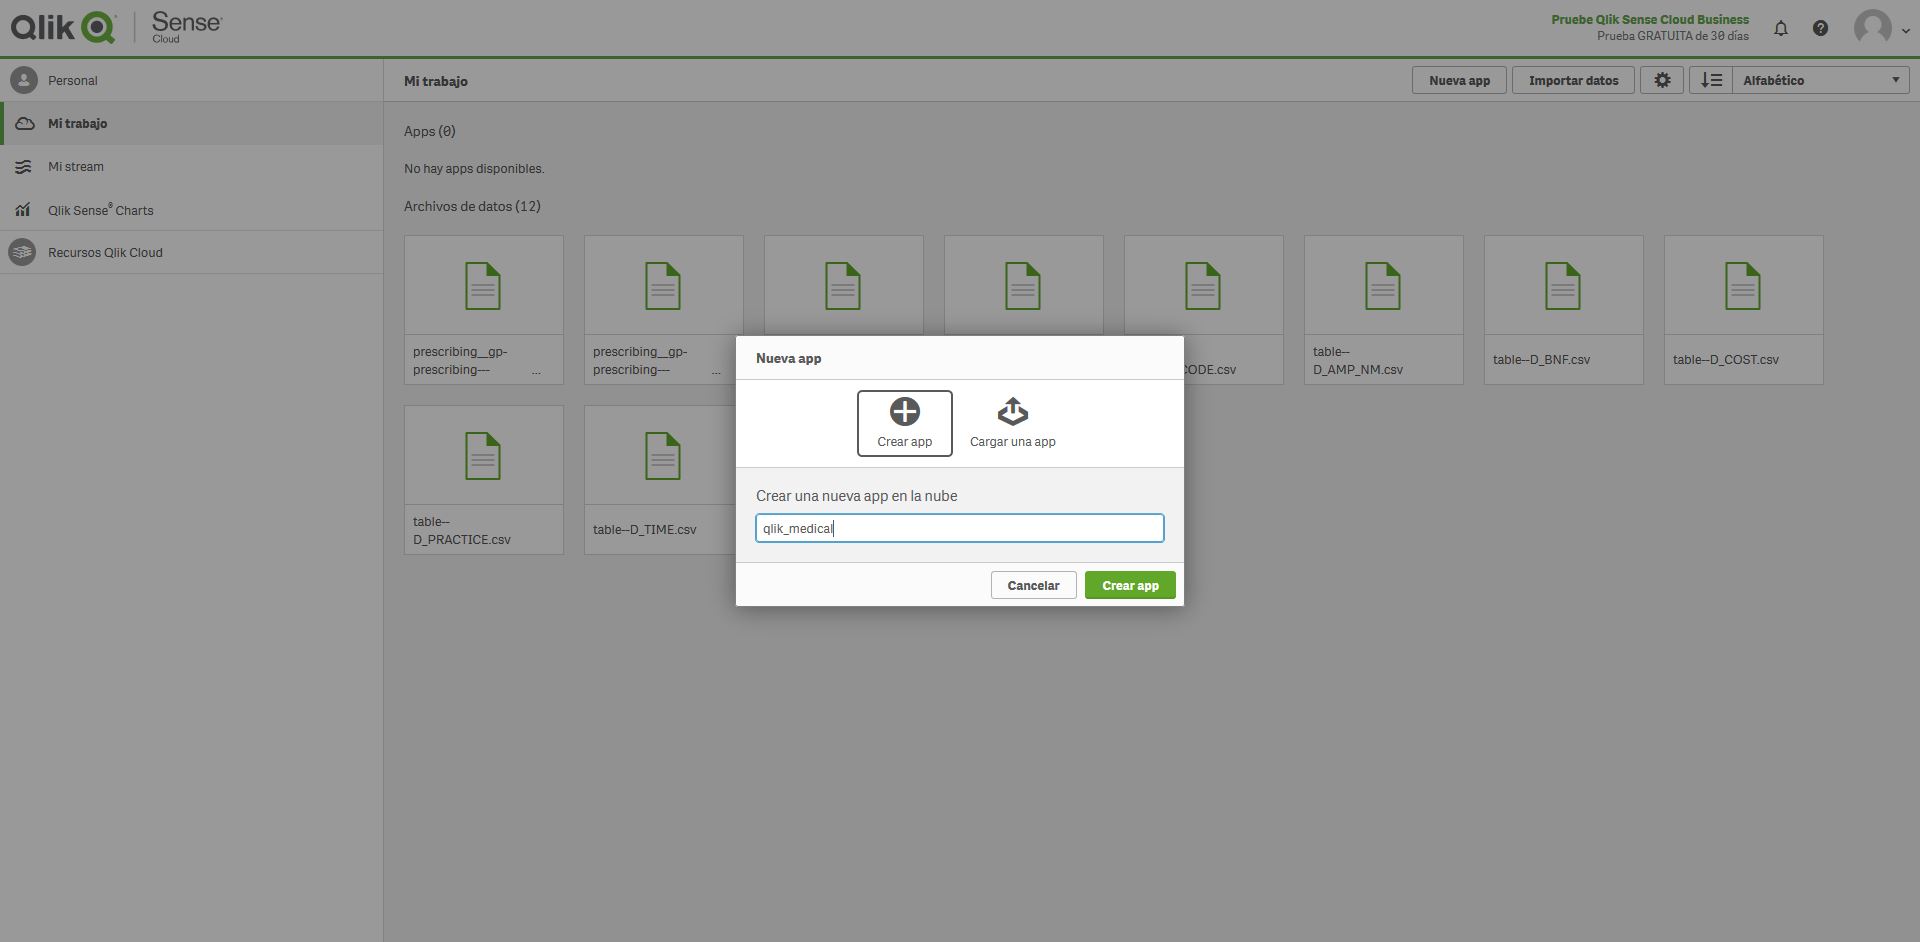 Qlik Sense Cloud
Pruebe Qlik Sense Cloud Business
Prueba GRATUITA de 30 días
Personal
Mi trabajo
Mi stream
Qlik Sense® Charts
Recursos Qlik Cloud
Mi trabajo
Nueva app
Importar datos
Alfabético
Apps (0)
No hay apps disponibles.
Archivos de datos (12)
prescribing__gp-
prescribing---
...
prescribing__gp-
prescribing---
...
CODE.csv
table--
D_AMP_NM.csv
table--D_BNF.csv
table--D_COST.csv
table--
D_PRACTICE.csv
table--D_TIME.csv
Nueva app
Crear app
Cargar una app
Crear una nueva app en la nube
qlik_medical
Cancelar
Crear app